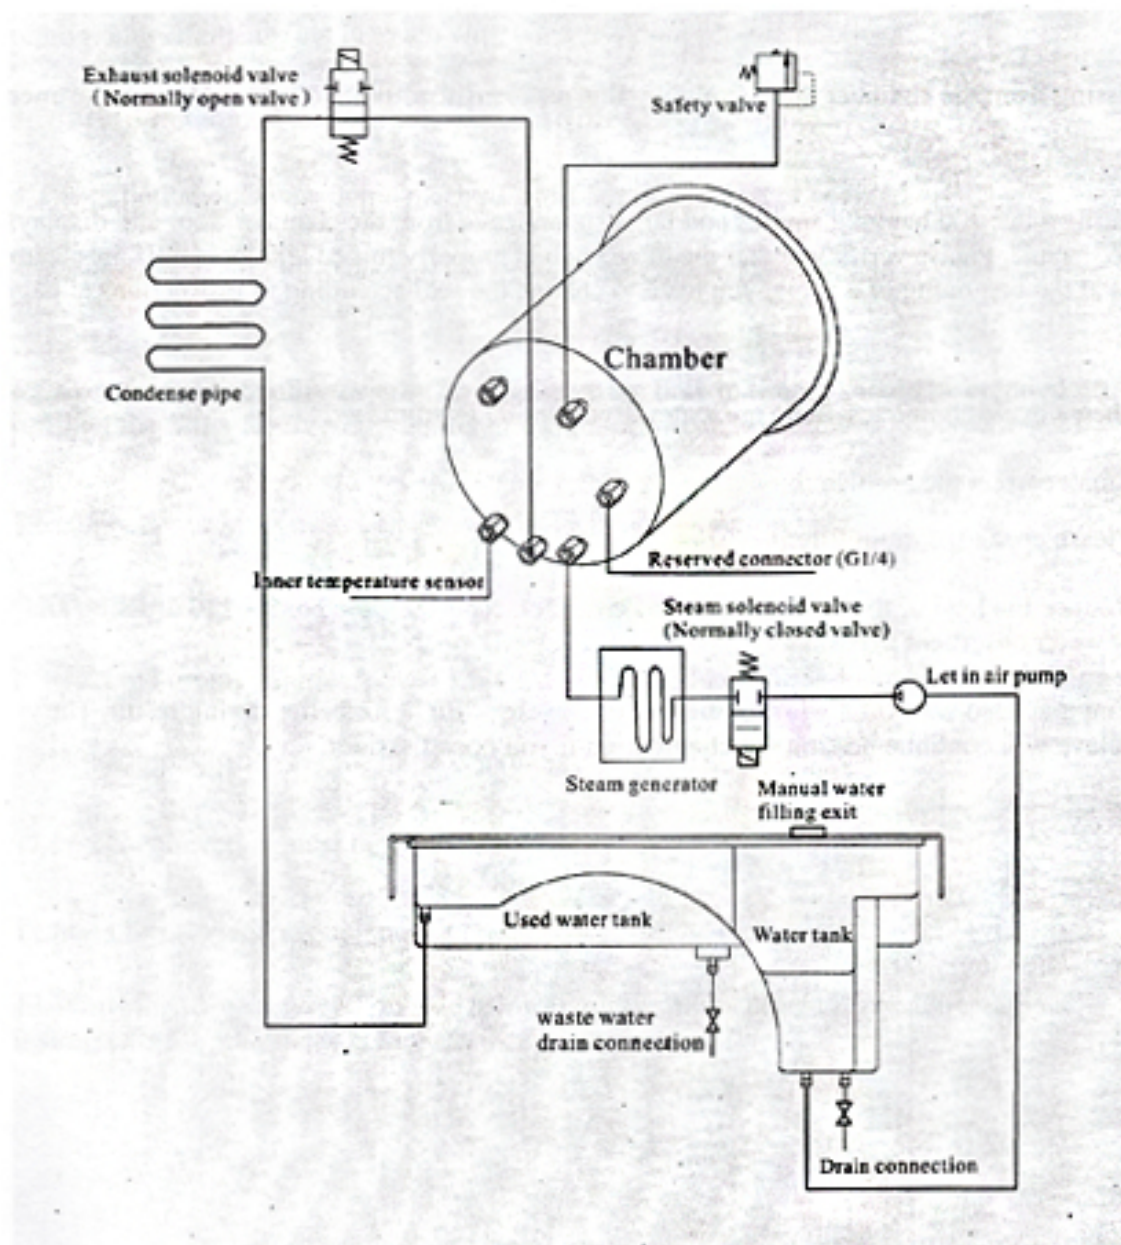 Exhaust solenoid valve
(Normally open valve)
Safety valve
Chamber
Condense pipe
Reserved connector (G1/4)
Inner temperature sensor
Steam solenoid valve
(Normally closed valve)
Let in air pump
Steam generator
Manual water
filling exit
Used water tank
Water tank
waste water
drain connection
Drain connection